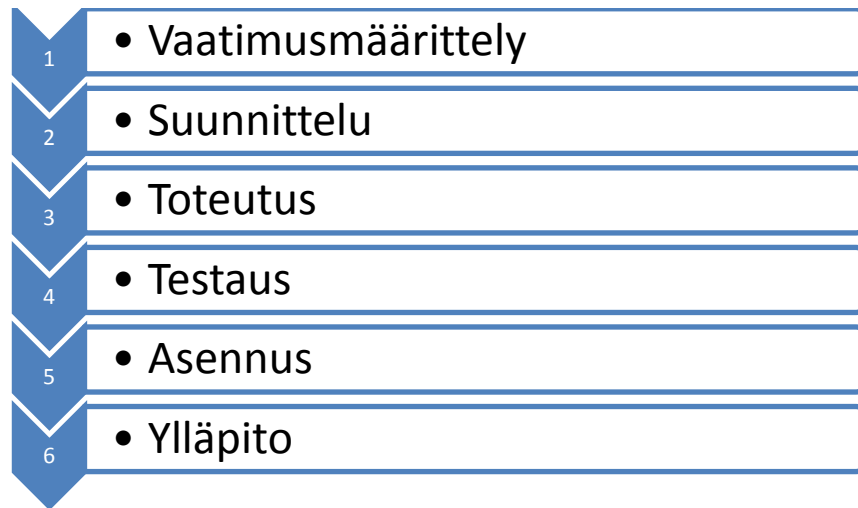 1 • Vaatimusmäärittely
2 • Suunnittelu
3 • Toteutus
4 • Testaus
5 • Asennus
6 • Ylläpito